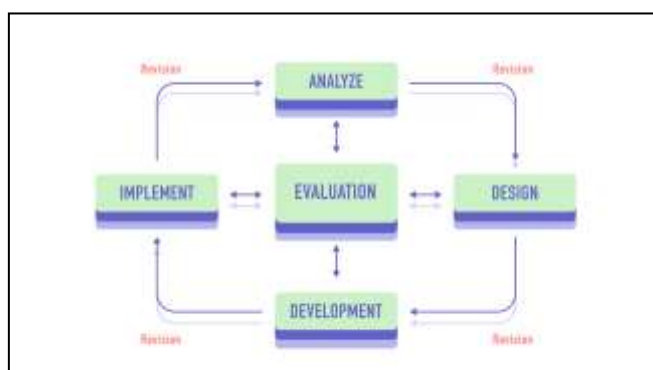 Revision
ANALYZE
Revision
IMPLEMENT
EVALUATION
DESIGN
DEVELOPMENT
Revision
Revision